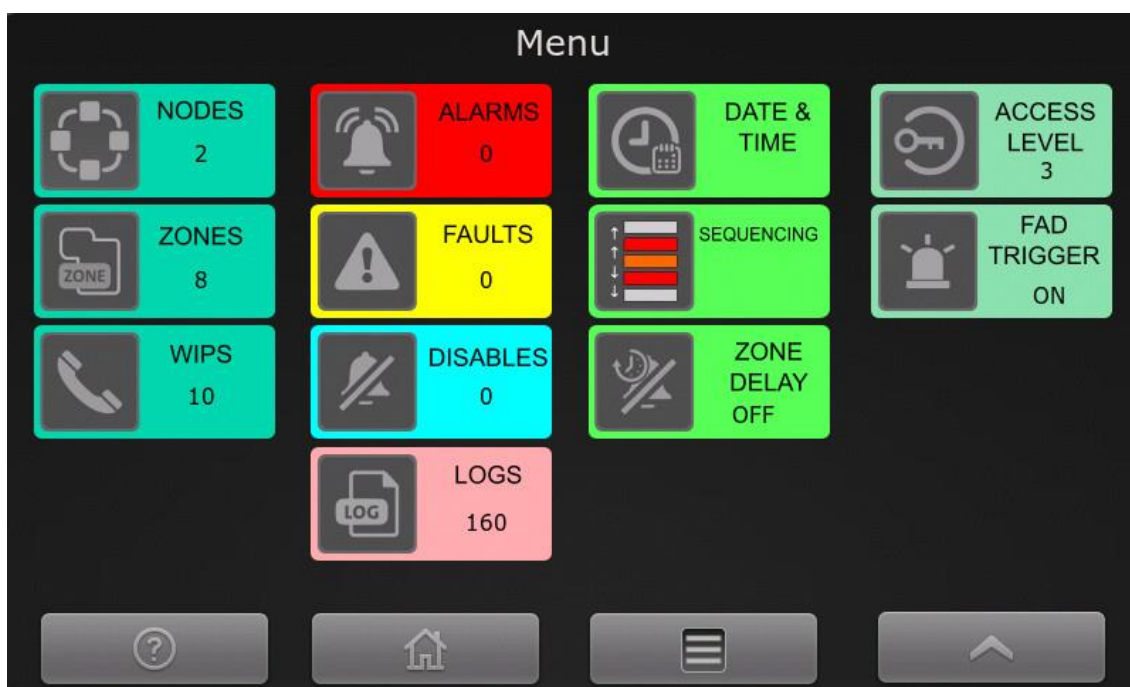 Menu
NODES
2
ALARMS
0
DATE &
TIME
ACCESS
LEVEL
3
ZONE
ZONES
8
FAULTS
0
SEQUENCING
FAD
TRIGGER
ON
WIPS
10
DISABLES
0
ZONE
DELAY
OFF
LOG
LOGS
160
?